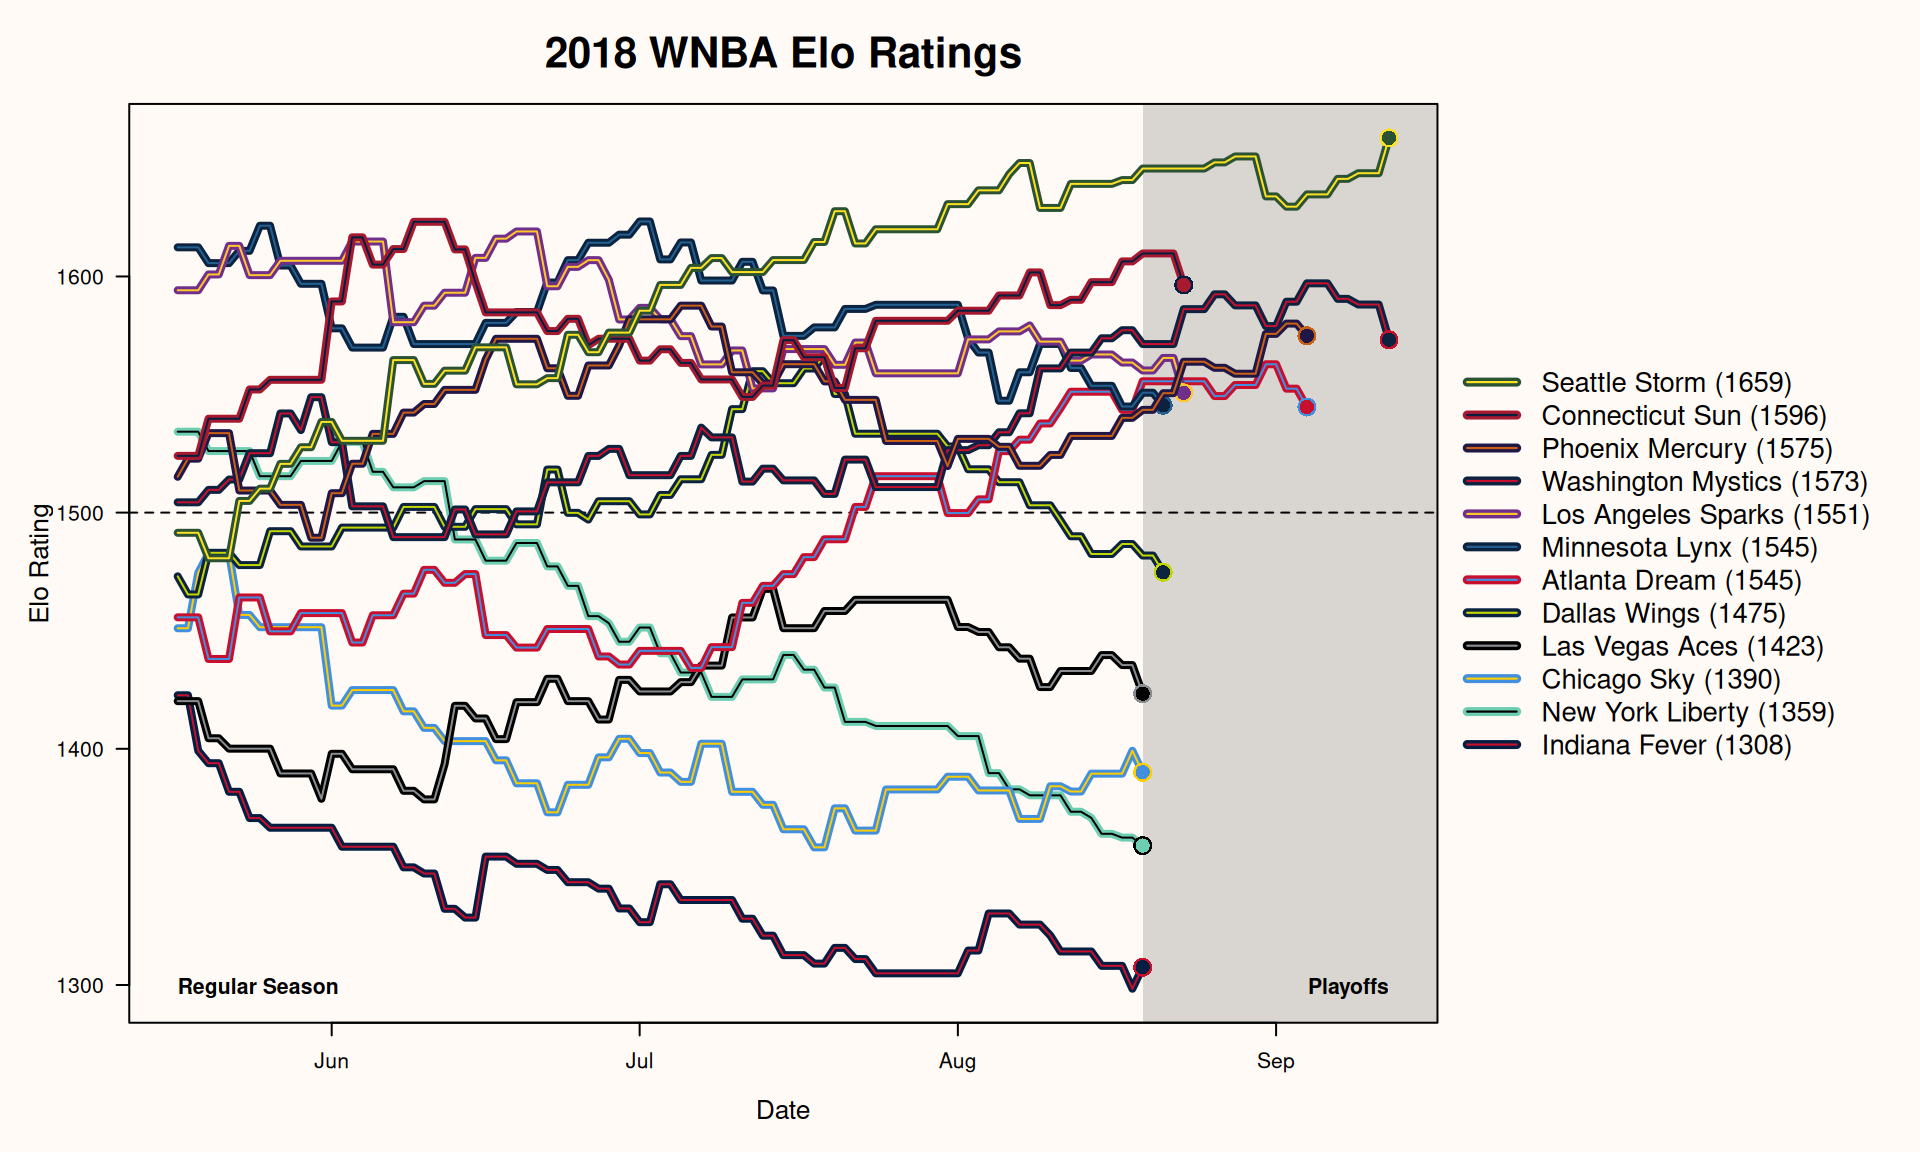 2018 WNBA Elo Ratings
Elo Rating
1600
1500
1400
1300
Regular Season
Playoffs
Jun
Jul
Aug
Sep
Date
Seattle Storm (1659)
Connecticut Sun (1596)
Phoenix Mercury (1575)
Washington Mystics (1573)
Los Angeles Sparks (1551)
Minnesota Lynx (1545)
Atlanta Dream (1545)
Dallas Wings (1475)
Las Vegas Aces (1423)
Chicago Sky (1390)
New York Liberty (1359)
Indiana Fever (1308)